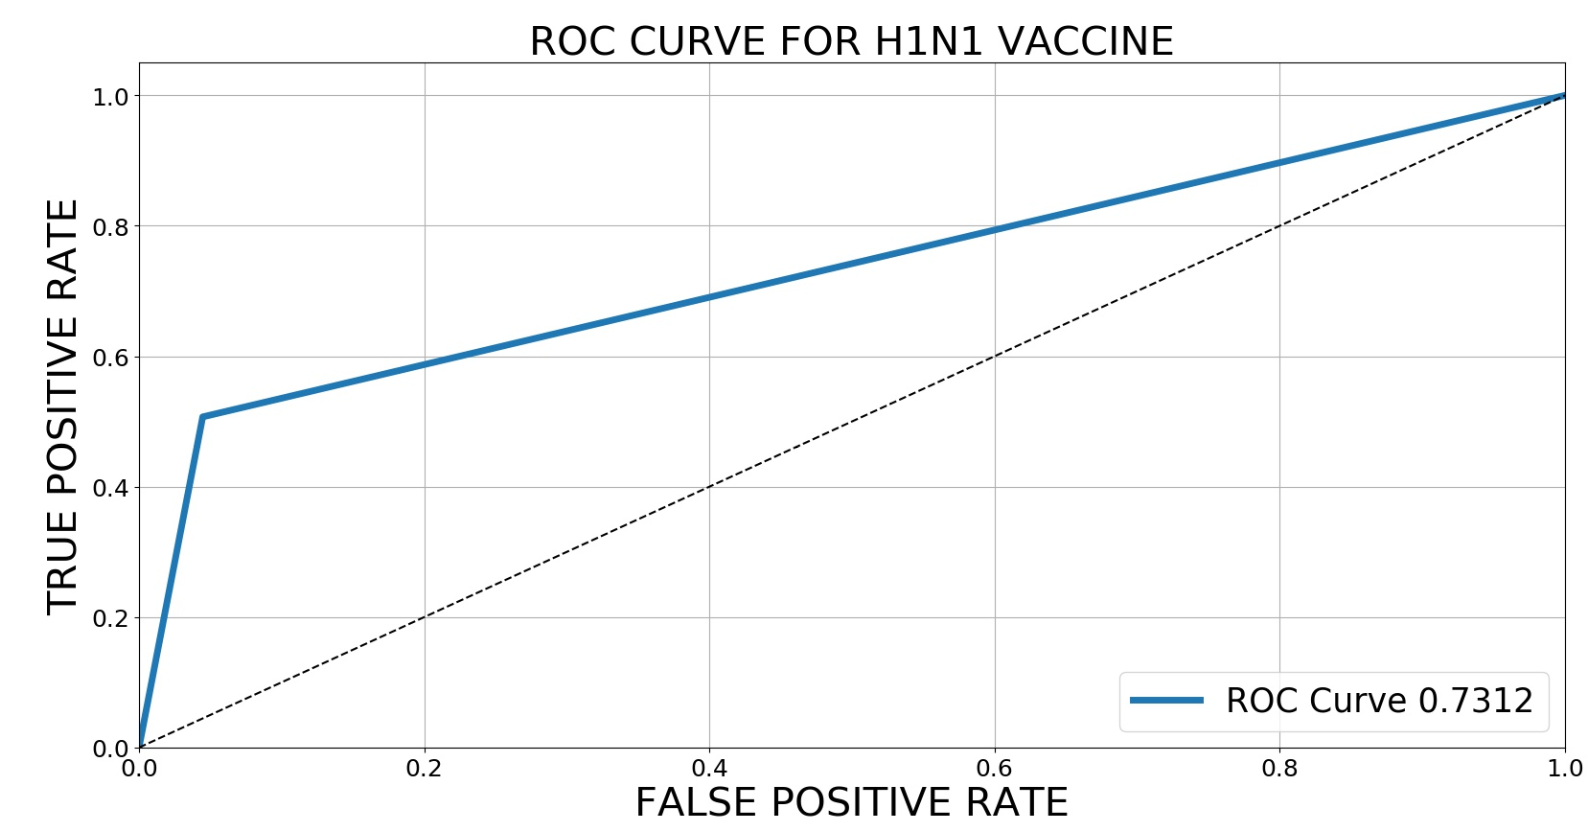 ROC CURVE FOR H1N1 VACCINE
TRUE POSITIVE RATE
1.0
0.8
0.6
0.4
0.2
0.0
0.0 0.2 0.4 0.6 0.8 1.0
FALSE POSITIVE RATE
ROC Curve 0.7312